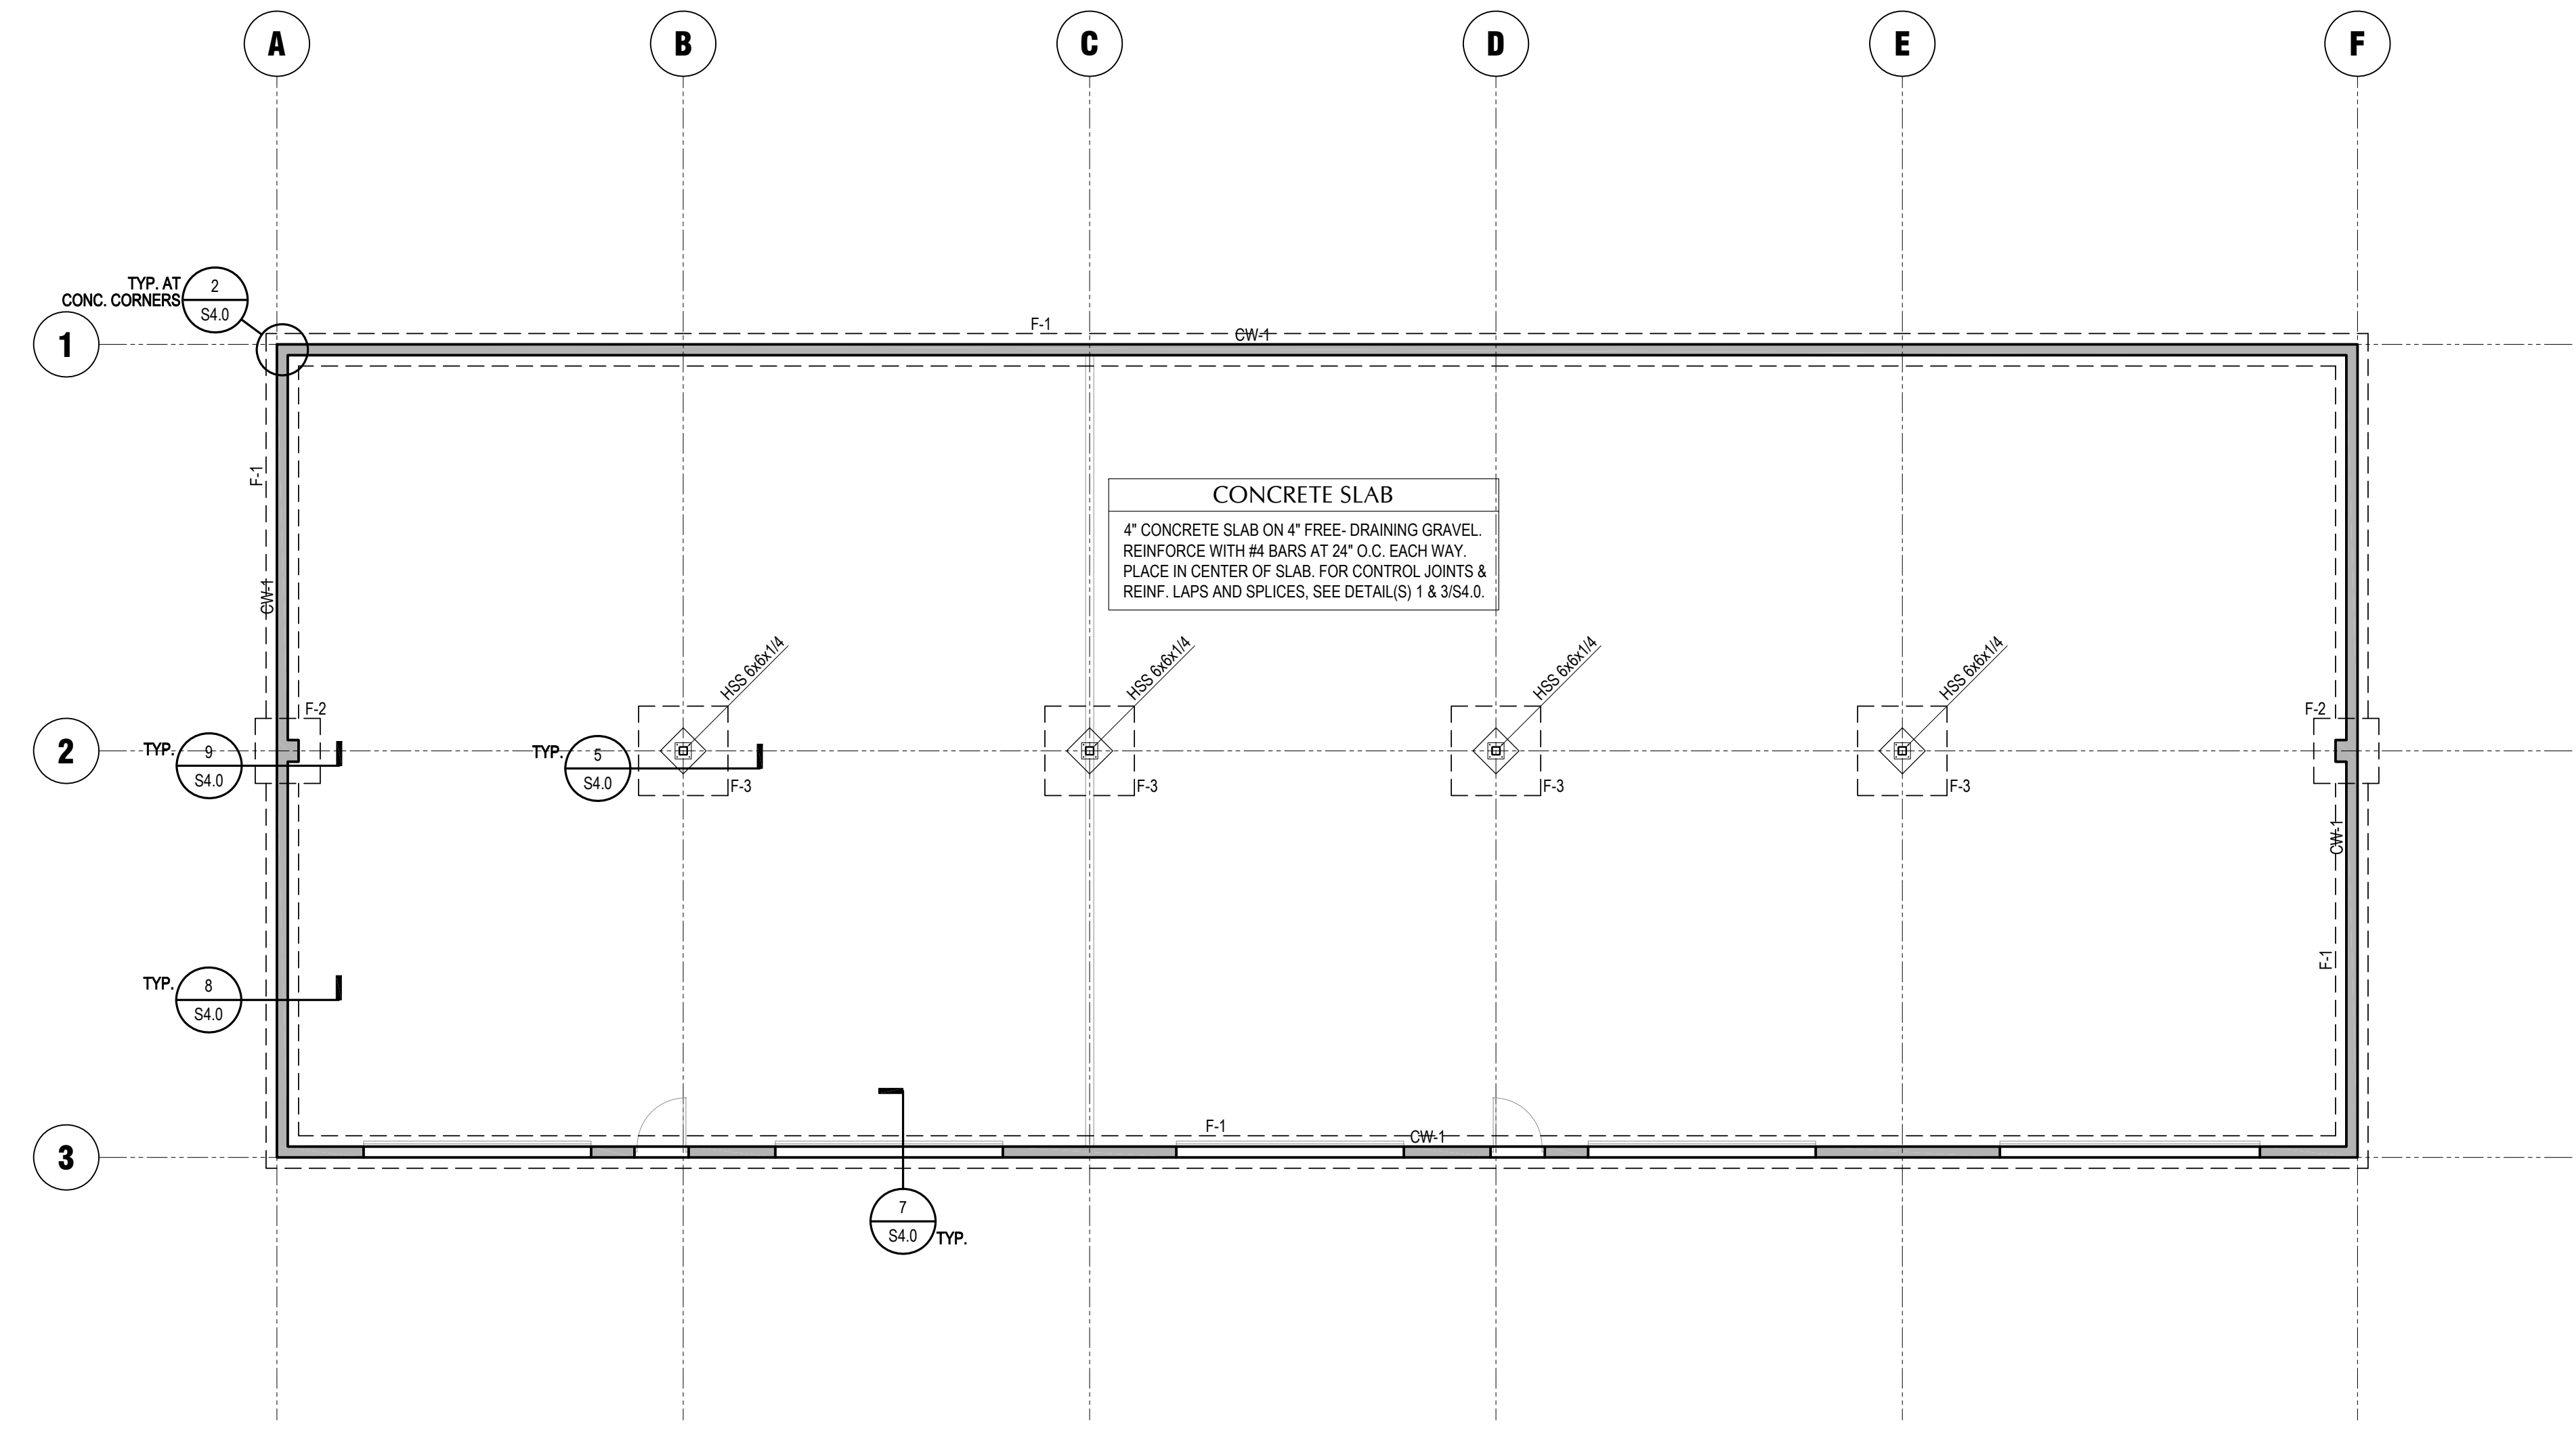 A
B
C
D
E
F
TYP. AT
CONC. CORNERS
2
S4.0
1
F-1
CW-1
F-1
CW-1
CONCRETE SLAB
4" CONCRETE SLAB ON 4" FREE- DRAINING GRAVEL.
REINFORCE WITH #4 BARS AT 24" O.C. EACH WAY.
PLACE IN CENTER OF SLAB. FOR CONTROL JOINTS &
REINF. LAPS AND SPLICES, SEE DETAIL(S) 1 & 3/S4.0.
HSS 6x6x1/4
HSS 6x6x1/4
HSS 6x6x1/4
HSS 6x6x1/4
F-2
F-2
2
TYP.
9
S4.0
TYP.
5
S4.0
F-3
F-3
F-3
F-3
CW-1
F-1
TYP.
8
S4.0
F-1
CW-1
3
7
S4.0
TYP.